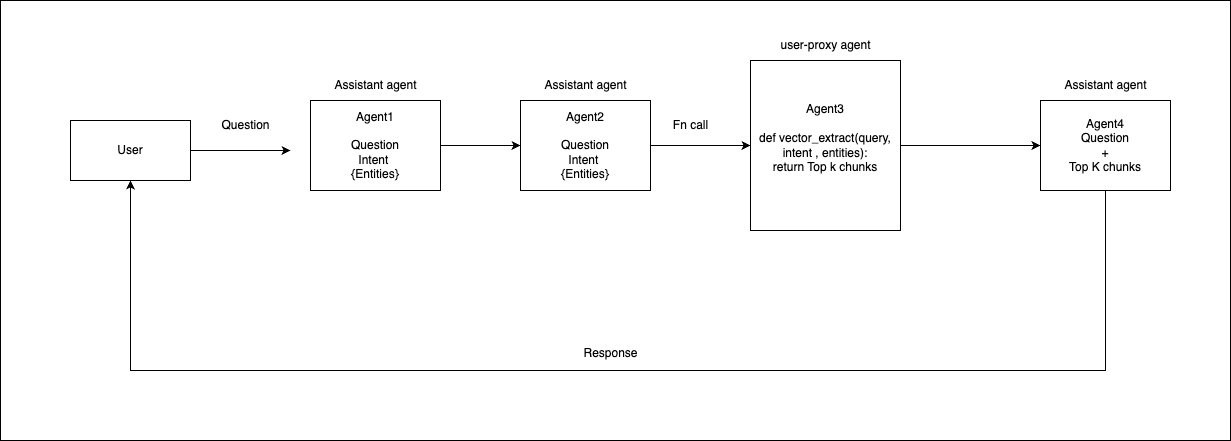 user-proxy agent
Assistant agent
Assistant agent
Assistant agent
User
Question
Agent1
Question
Intent
{Entities}
Agent2
Question
Intent
{Entities}
Fn call
Agent3
def vector_extract(query,
intent , entities):
return Top k chunks
Agent4
Question
+
Top K chunks
Response